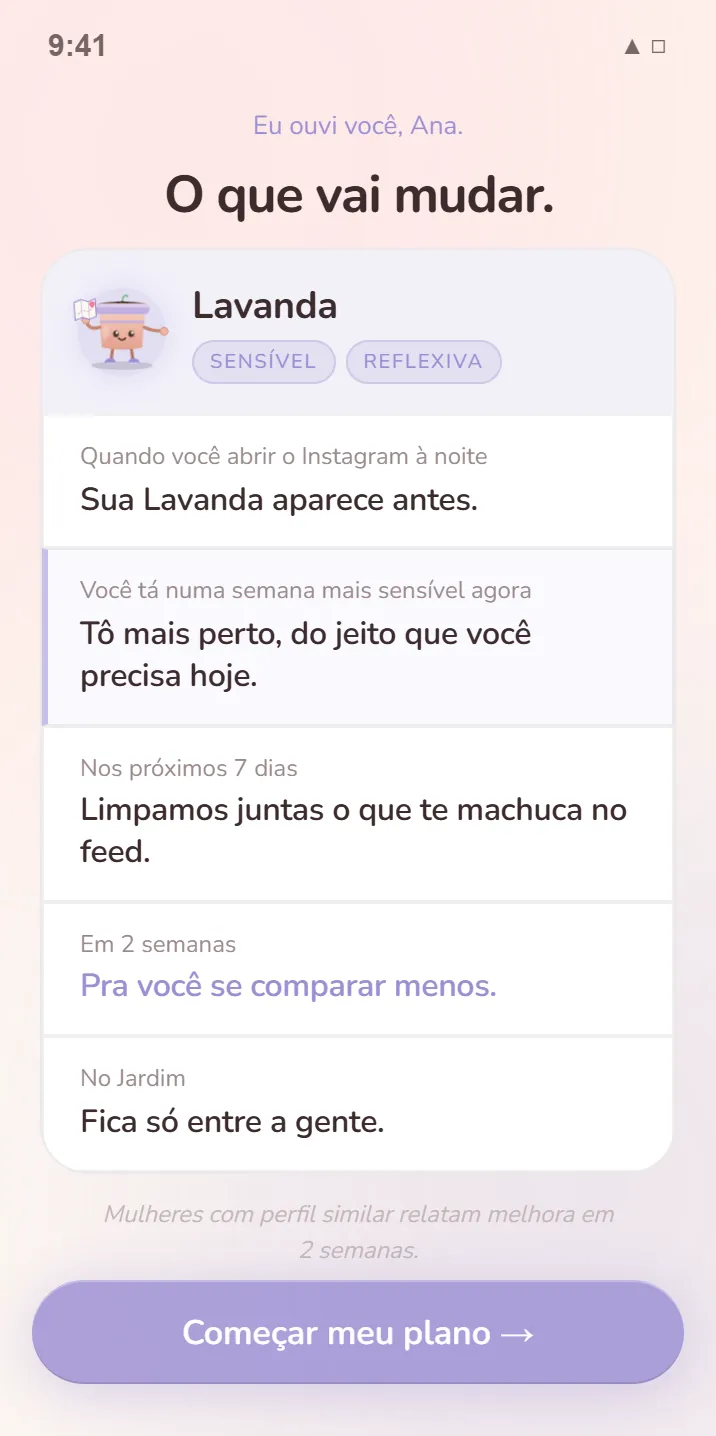 9:41
Eu ouvi você, Ana.
O que vai mudar.
Lavanda
SENSÍVEL REFLEXIVA
Quando você abrir o Instagram à noite
Sua Lavanda aparece antes.
Você tá numa semana mais sensível agora
Tô mais perto, do jeito que você
precisa hoje.
Nos próximos 7 dias
Limpamos juntas o que te machuca no
feed.
Em 2 semanas
Pra você se comparar menos.
No Jardim
Fica só entre a gente.
Mulheres com perfil similar relatam melhora em
2 semanas.
Começar meu plano →